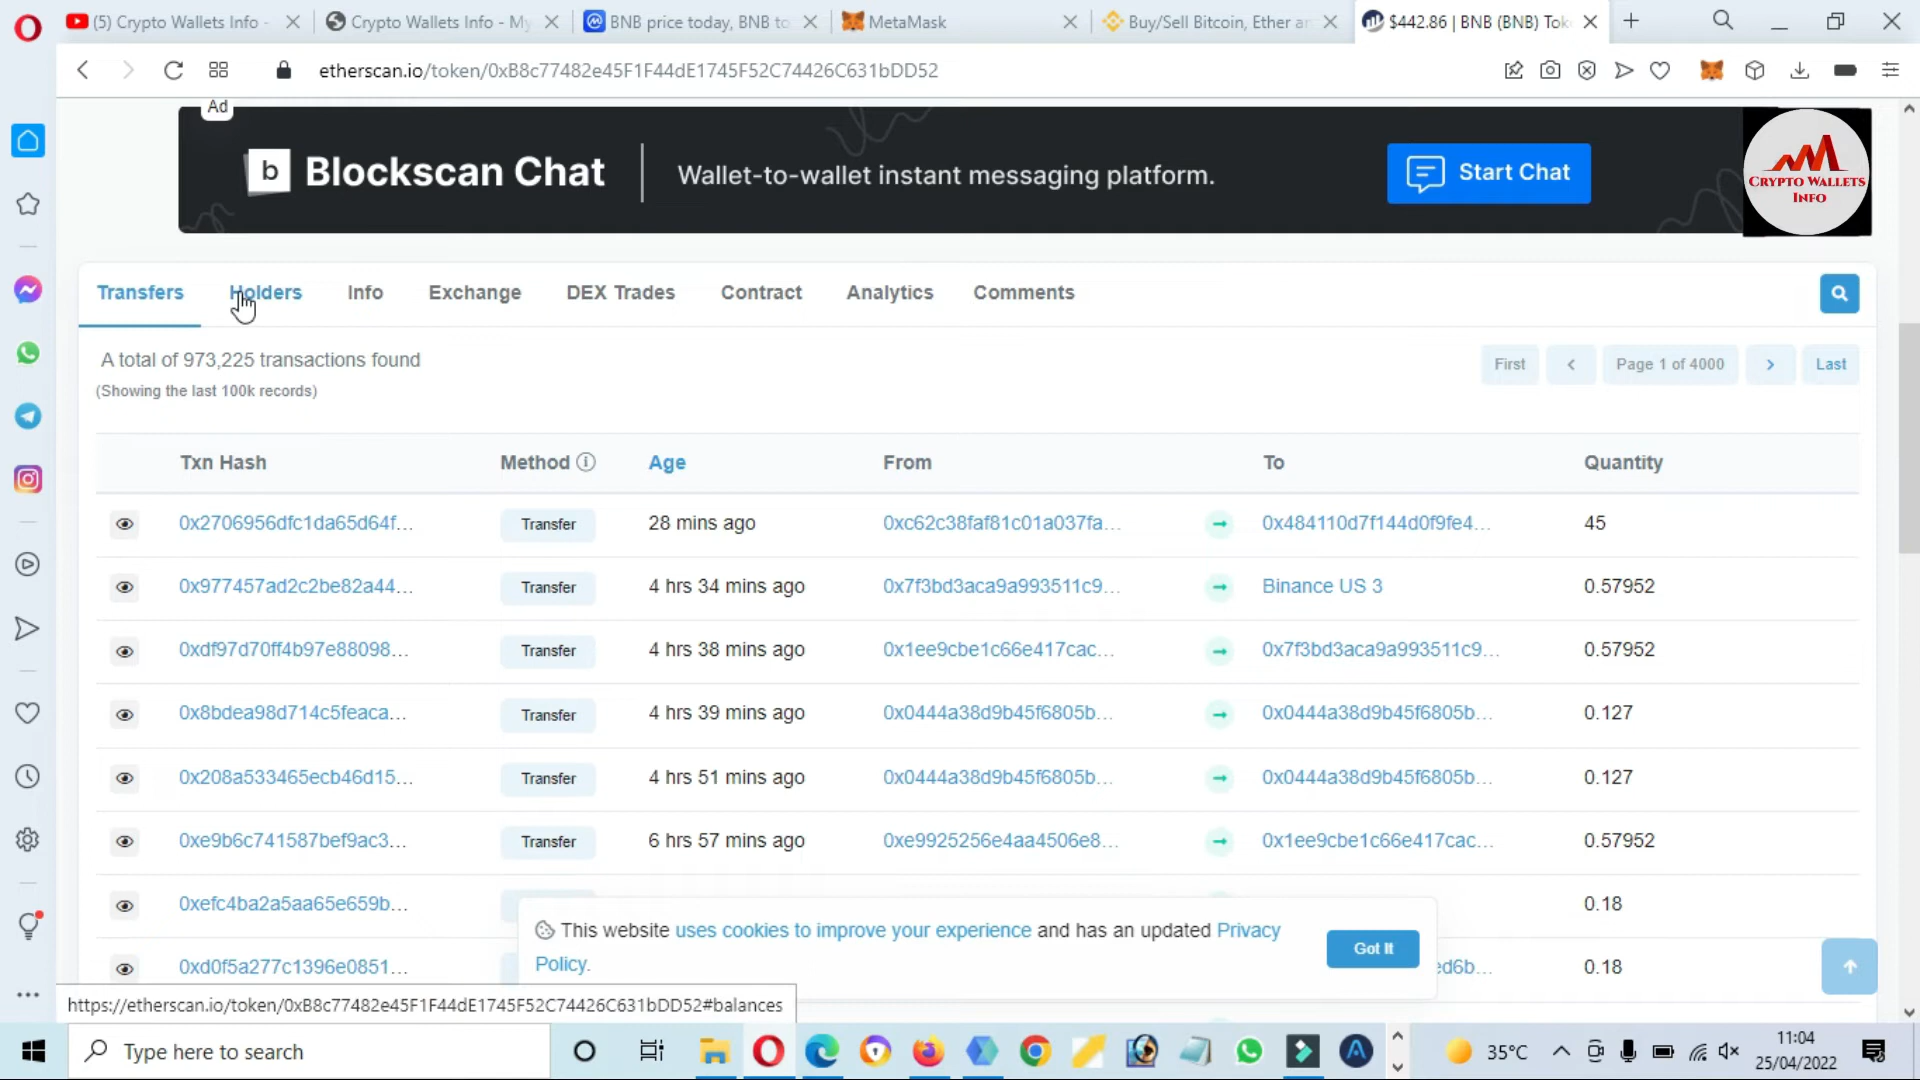 (5) Crypto Wallets Info -
Crypto Wallets Info - My
BNB price today, BNB to
MetaMask
Buy/Sell Bitcoin, Ether an
$442.86 | BNB (BNB) Tok
etherscan.io/token/0xB8c77482e45F1F44dE1745F52C74426C631bDD52
Ad
b Blockscan Chat
Wallet-to-wallet instant messaging platform.
Start Chat
CRYPTO WALLETS
INFO
Transfers Holders Info Exchange DEX Trades Contract Analytics Comments
A total of 973,225 transactions found
(Showing the last 100k records)
First Page 1 of 4000 Last
Txn Hash Method Age From To Quantity
0x2706956dfc1da65d64f... Transfer 28 mins ago 0xc62c38faf81c01a037fa... 0x484110d7f144d0f9fe4... 45
0x977457ad2c2be82a44... Transfer 4 hrs 34 mins ago 0x7f3bd3aca9a993511c9... Binance US 3 0.57952
0xdf97d70ff4b97e88098... Transfer 4 hrs 38 mins ago 0x1ee9cbe1c66e417cac... 0x7f3bd3aca9a993511c9... 0.57952
0x8bdea98d714c5feaca... Transfer 4 hrs 39 mins ago 0x0444a38d9b45f6805b... 0x0444a38d9b45f6805b... 0.127
0x208a533465ecb46d15... Transfer 4 hrs 51 mins ago 0x0444a38d9b45f6805b... 0x0444a38d9b45f6805b... 0.127
0xe9b6c741587bef9ac3... Transfer 6 hrs 57 mins ago 0xe9925256e4aa4506e8... 0x1ee9cbe1c66e417cac... 0.57952
0xefc4ba2a5aa65e659b... 0.18
0xd0f5a277c1396e0851... ed6b... 0.18
This website uses cookies to improve your experience and has an updated Privacy
Policy.
Got It
https://etherscan.io/token/0xB8c77482e45F1F44dE1745F52C74426C631bDD52#balances
Type here to search
35°C
11:04
25/04/2022